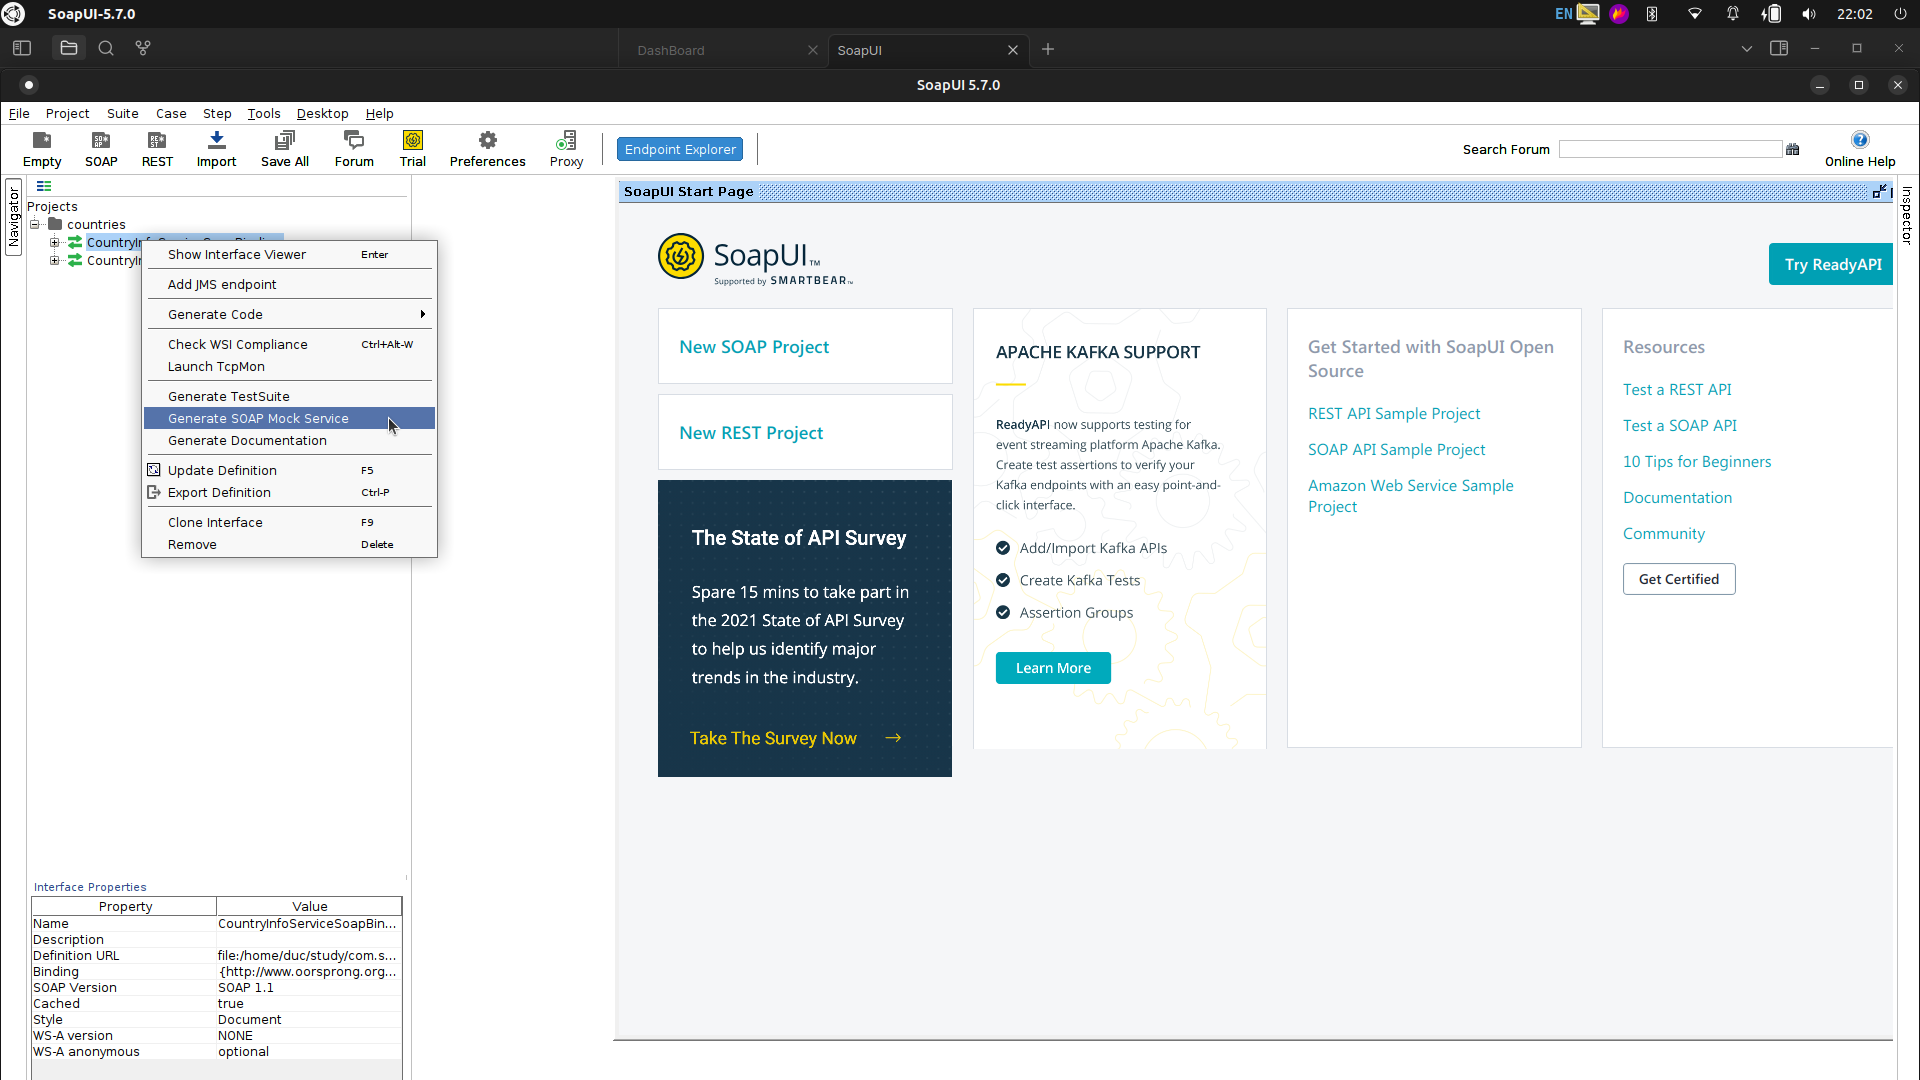 SoapUI-5.7.0
EN
22:02
DashBoard
SoapUI
SoapUI 5.7.0
File Project Suite Case Step Tools Desktop Help
Empty SOAP REST Import Save All Forum Trial Preferences Proxy
Endpoint Explorer
Search Forum
Online Help
Navigator
Projects
countries
CountryIn
Show Interface Viewer Enter
Add JMS endpoint
Generate Code
Check WSI Compliance Ctrl+Alt-W
Launch TcpMon
Generate TestSuite
Generate SOAP Mock Service
Generate Documentation
Update Definition F5
Export Definition Ctrl-P
Clone Interface F9
Remove Delete
Interface Properties
Property Value
Name CountryInfoServiceSoapBin...
Description
Definition URL file:/home/duc/study/com.s...
Binding {http://www.oorsprong.org...
SOAP Version SOAP 1.1
Cached true
Style Document
WS-A version NONE
WS-A anonymous optional
SoapUI Start Page
Inspector
SoapUI™
Supported by SMARTBEAR™
Try ReadyAPI
New SOAP Project
New REST Project
The State of API Survey
Spare 15 mins to take part in
the 2021 State of API Survey
to help us identify major
trends in the industry.
Take The Survey Now →
APACHE KAFKA SUPPORT
ReadyAPI now supports testing for
event streaming platform Apache Kafka.
Create test assertions to verify your
Kafka endpoints with an easy point-and-
click interface.
Add/Import Kafka APIs
Create Kafka Tests
Assertion Groups
Learn More
Get Started with SoapUI Open
Source
REST API Sample Project
SOAP API Sample Project
Amazon Web Service Sample
Project
Resources
Test a REST API
Test a SOAP API
10 Tips for Beginners
Documentation
Community
Get Certified